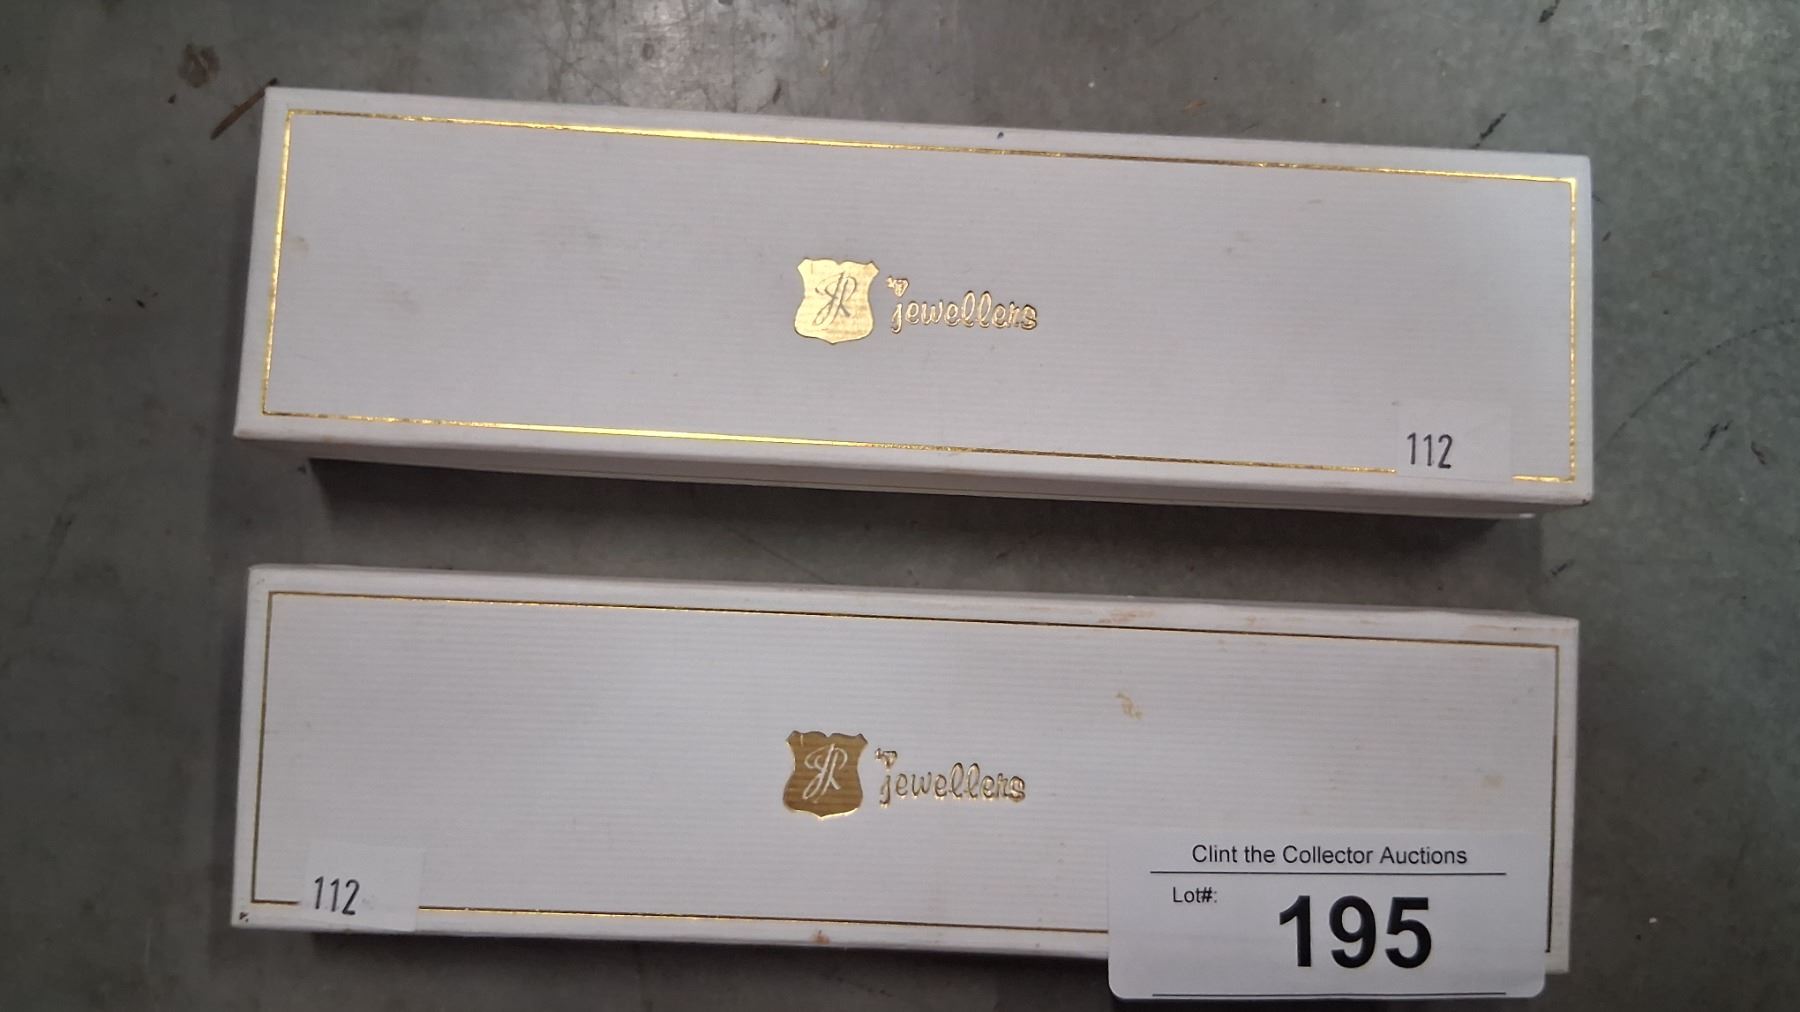 JR jewellers
112
JR jewellers
112
Clint the Collector Auctions
Lot#:
195